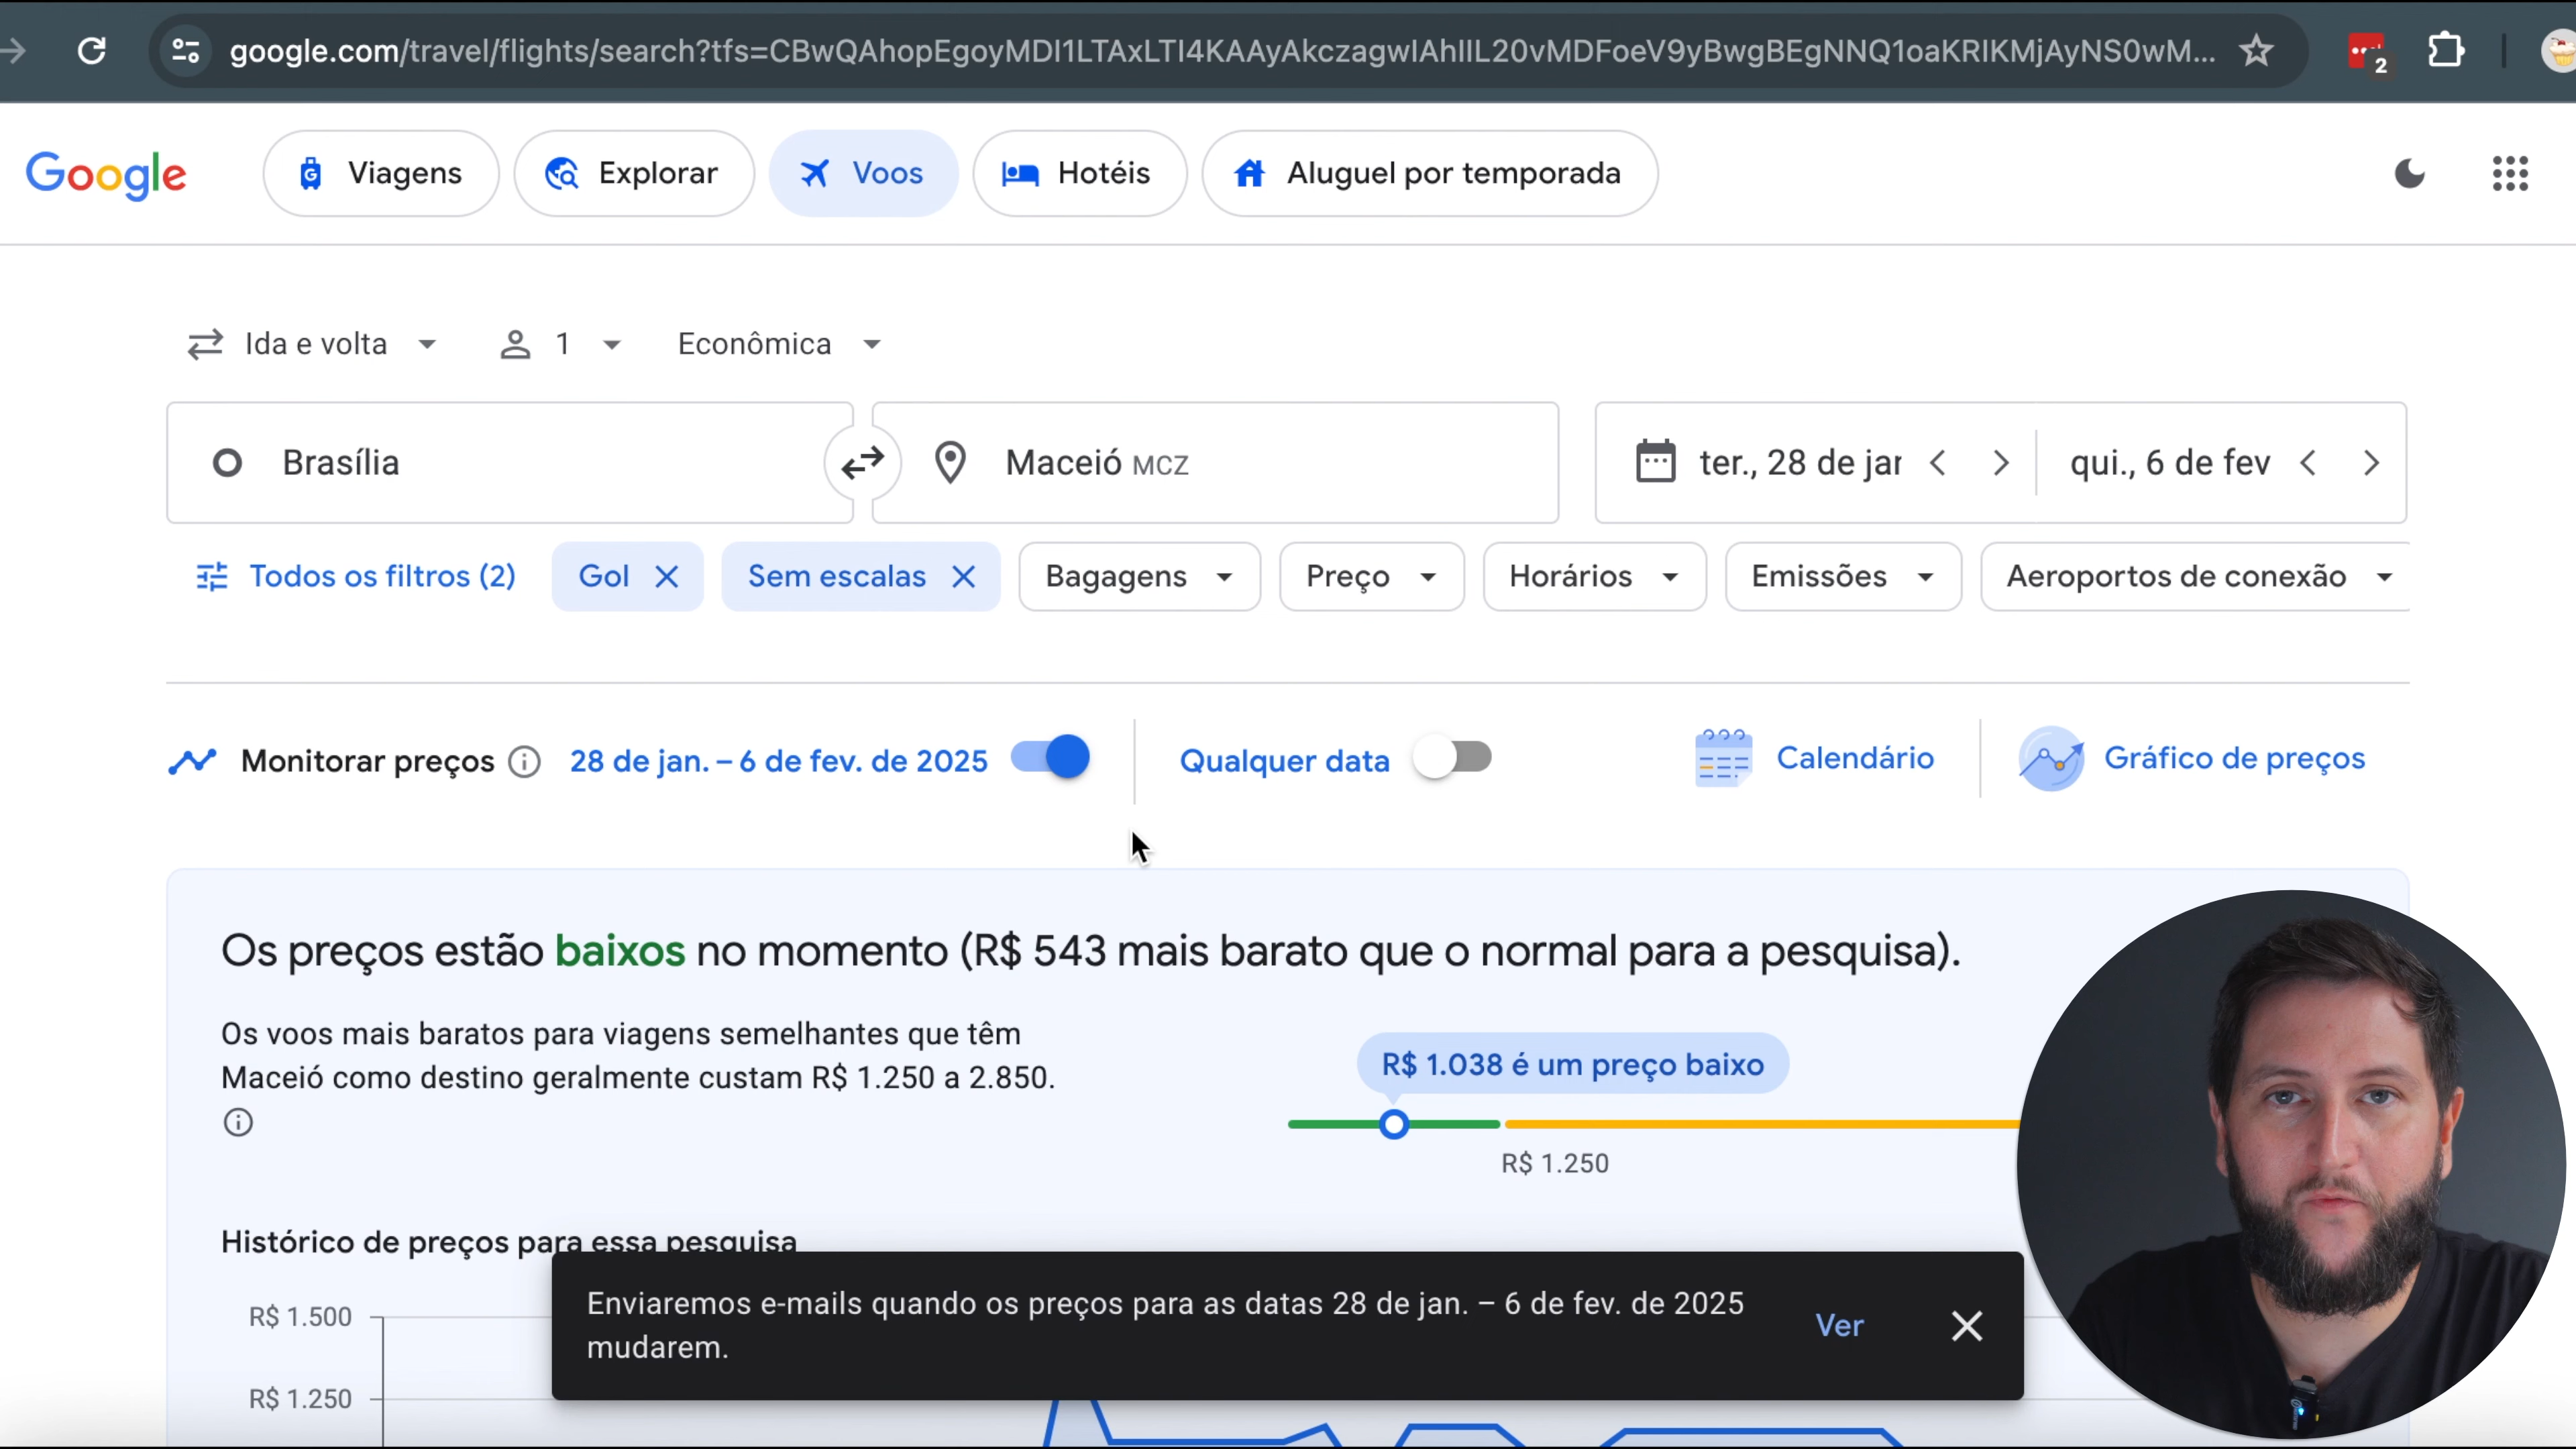 google.com/travel/flights/search?tfs=CBwQAhopEgoyMDI1LTAxLTI4KAAyAkczagwIAhIIL20vMDFoeV9yBwgBEgNNQ1oaKRIKMjAyNS0wM...
2
Google
Viagens
Explorar
Voos
Hotéis
Aluguel por temporada
Ida e volta
1
Econômica
Brasília
Maceió MCZ
ter., 28 de jan
qui., 6 de fev
Todos os filtros (2)
Gol
Sem escalas
Bagagens
Preço
Horários
Emissões
Aeroportos de conexão
Monitorar preços
28 de jan. – 6 de fev. de 2025
Qualquer data
Calendário
Gráfico de preços
Os preços estão baixos no momento (R$ 543 mais barato que o normal para a pesquisa).
Os voos mais baratos para viagens semelhantes que têm
Maceió como destino geralmente custam R$ 1.250 a 2.850.
R$ 1.038 é um preço baixo
R$ 1.250
Histórico de preços para essa pesquisa
R$ 1.500
R$ 1.250
Enviaremos e-mails quando os preços para as datas 28 de jan. – 6 de fev. de 2025
mudarem.
Ver